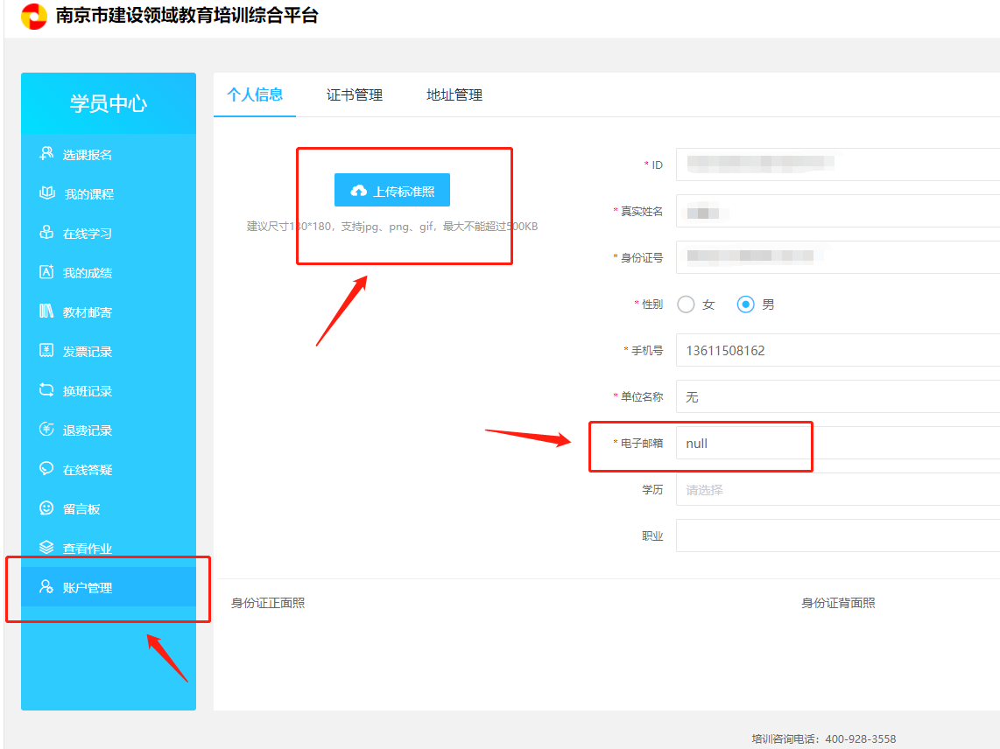 南京市建设领域教育培训综合平台
学员中心
选课报名
我的课程
在线学习
我的成绩
教材邮寄
发票记录
换班记录
退费记录
在线答疑
留言板
查看作业
账户管理
个人信息 证书管理 地址管理
上传标准照
建议尺寸130*180，支持jpg、png、gif，最大不能超过500KB
* ID
* 真实姓名
* 身份证号
* 性别 女 男
* 手机号 13611508162
* 单位名称 无
* 电子邮箱 null
学历 请选择
职业
身份证正面照 身份证背面照
培训咨询电话：400-928-3558